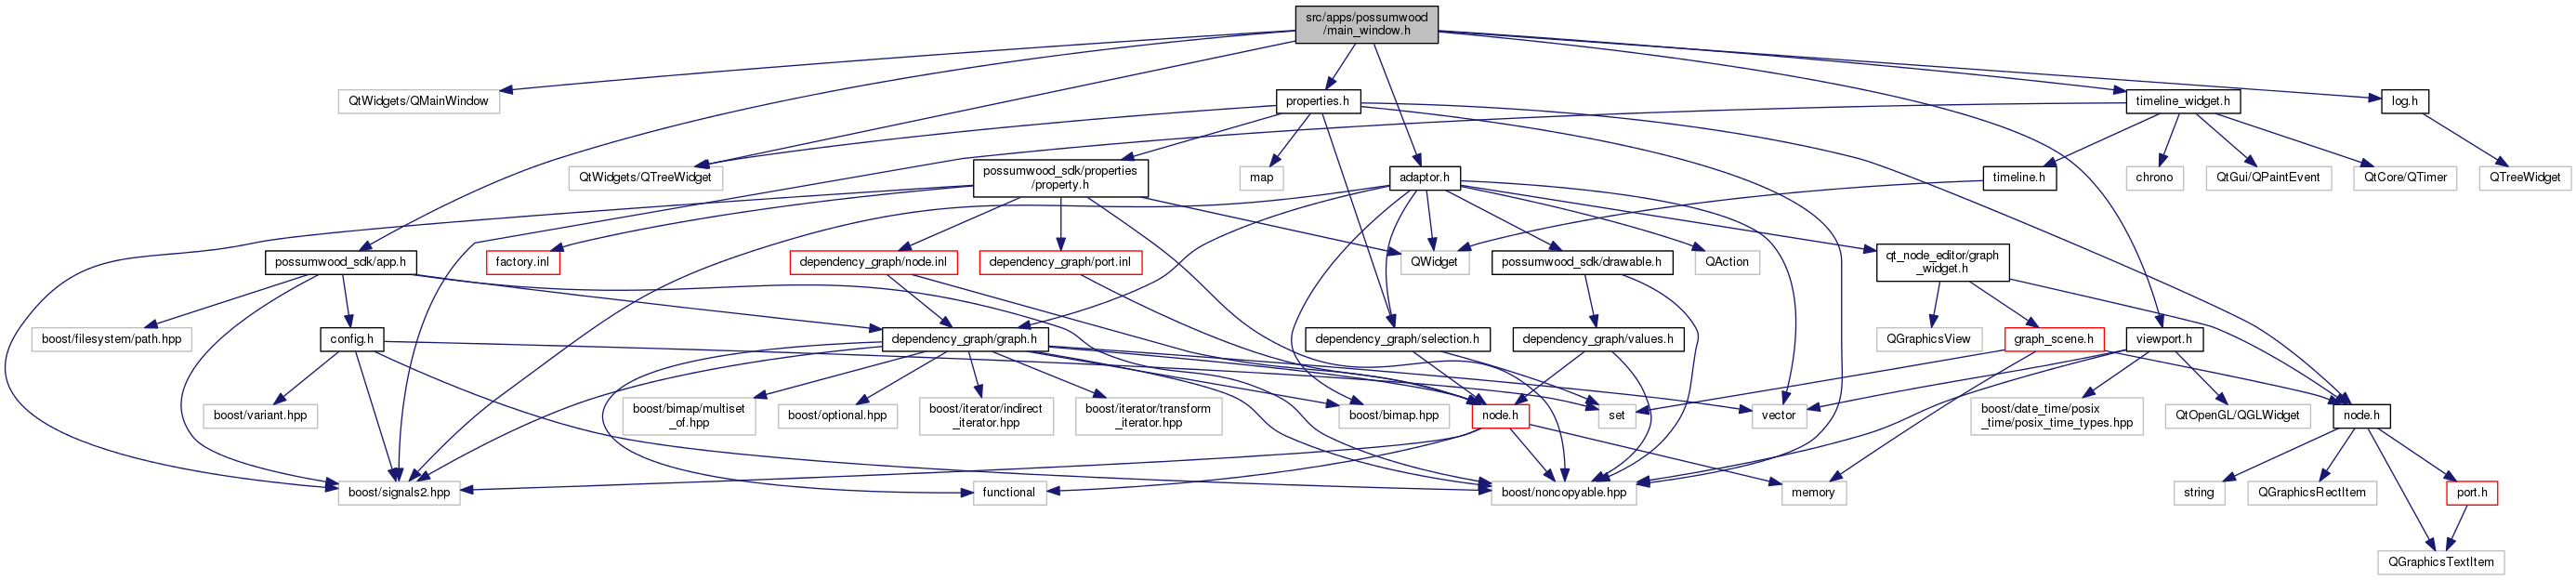 src/apps/possumwood
/main_window.h
QtWidgets/QMainWindow
properties.h
timeline_widget.h
log.h
QtWidgets/QTreeWidget
possumwood_sdk/properties
/property.h
map
adaptor.h
timeline.h
chrono
QtGui/QPaintEvent
QtCore/QTimer
QTreeWidget
possumwood_sdk/app.h
factory.inl
dependency_graph/node.inl
dependency_graph/port.inl
QWidget
possumwood_sdk/drawable.h
QAction
qt_node_editor/graph
_widget.h
boost/filesystem/path.hpp
config.h
dependency_graph/graph.h
dependency_graph/selection.h
dependency_graph/values.h
QGraphicsView
graph_scene.h
viewport.h
boost/variant.hpp
boost/bimap/multiset
_of.hpp
boost/optional.hpp
boost/iterator/indirect
_iterator.hpp
boost/iterator/transform
_iterator.hpp
boost/bimap.hpp
node.h
set
vector
boost/date_time/posix
_time/posix_time_types.hpp
QtOpenGL/QGLWidget
node.h
boost/signals2.hpp
functional
boost/noncopyable.hpp
memory
string
QGraphicsRectItem
port.h
QGraphicsTextItem